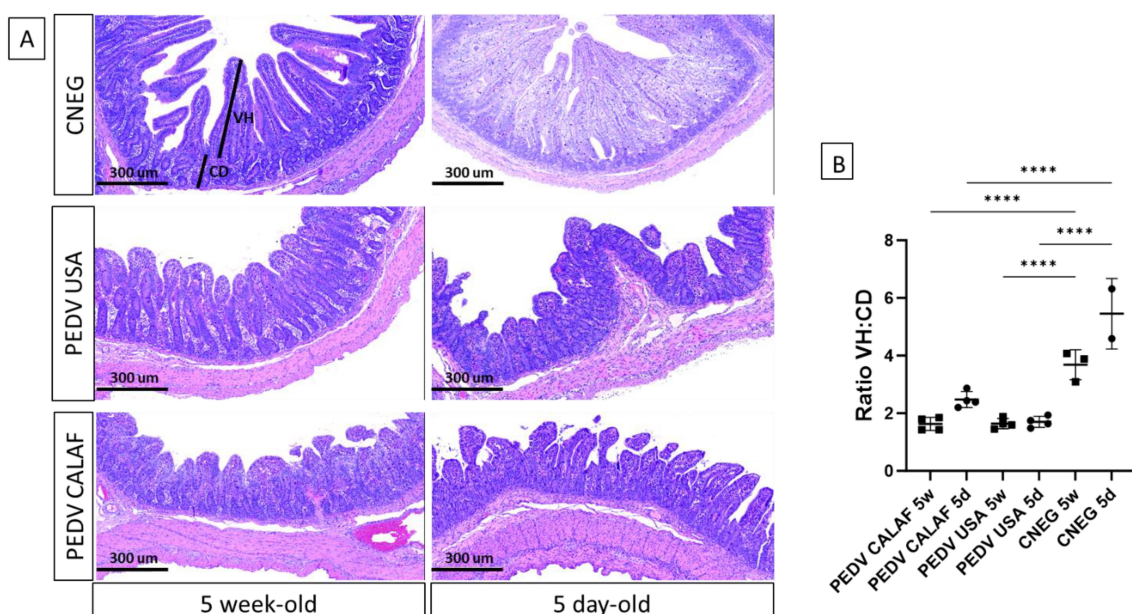 A
CNEG
VH
CD
300 um
300 um
PEDV USA
300 um
300 um
PEDV CALAF
300 um
300 um
5 week-old
5 day-old
B
****
****
****
****
Ratio VH:CD
8
6
4
2
0
PEDV CALAF 5w
PEDV CALAF 5d
PEDV USA 5w
PEDV USA 5d
CNEG 5w
CNEG 5d